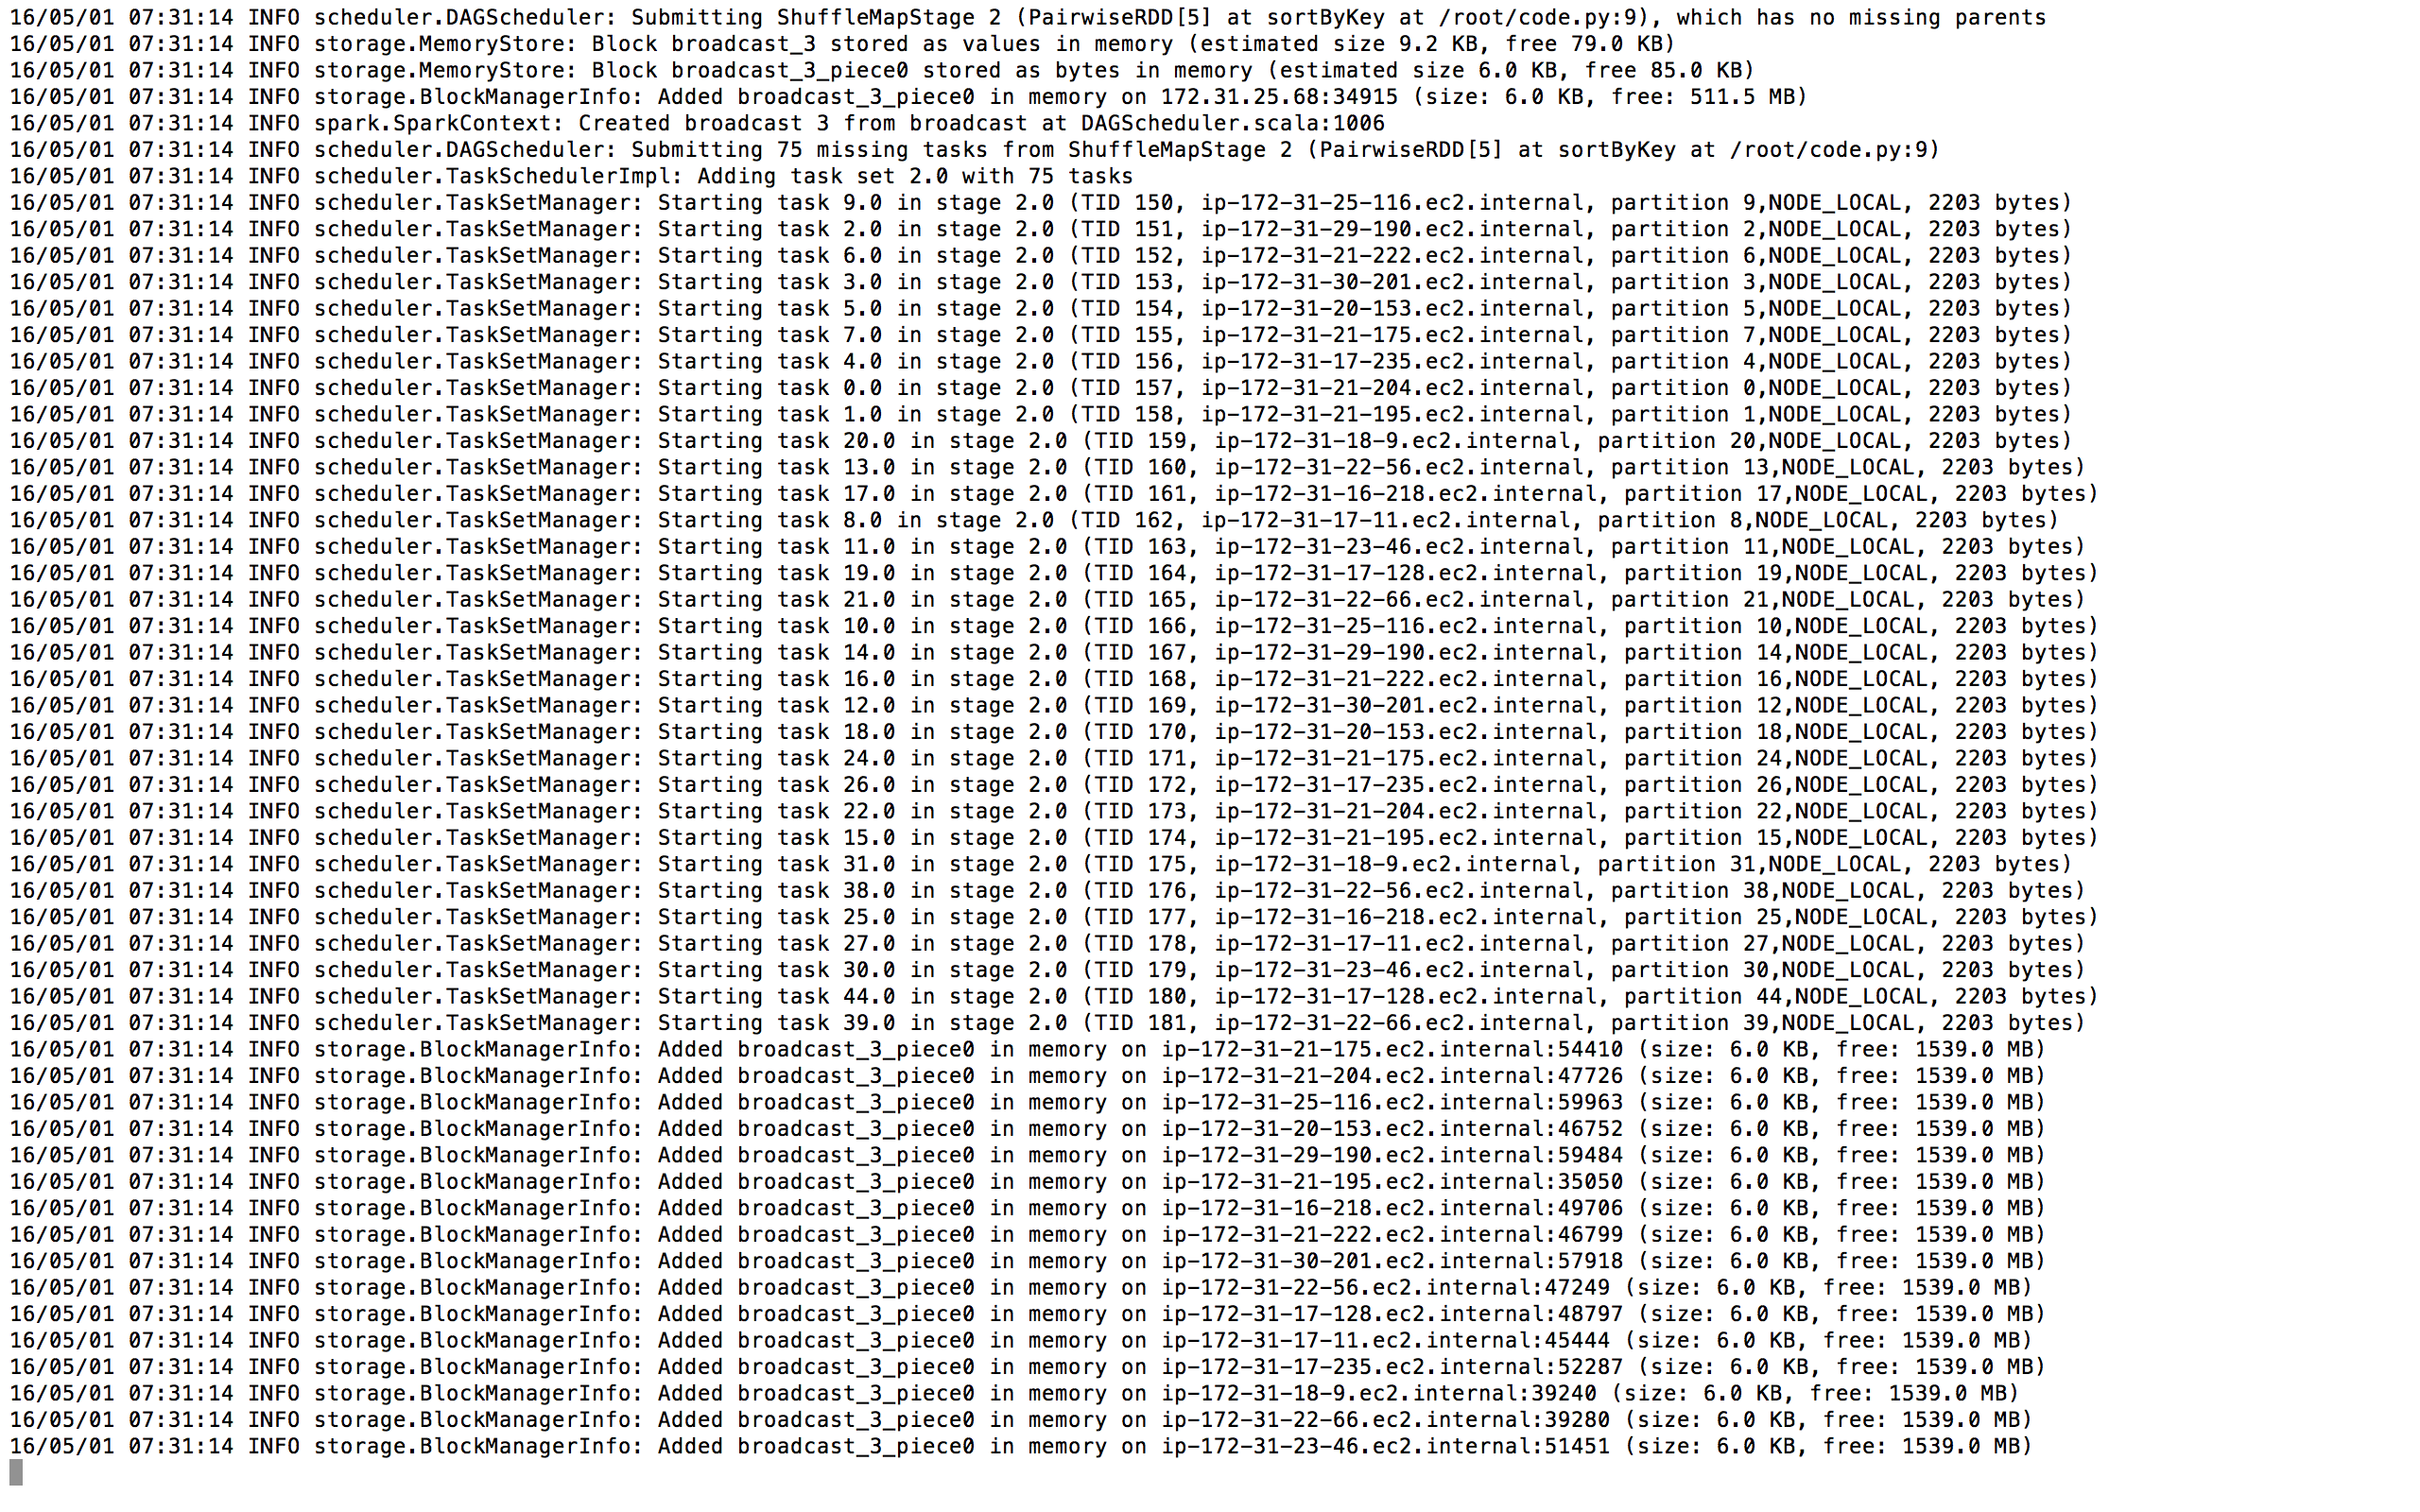 16/05/01 07:31:14 INFO scheduler.DAGScheduler: Submitting ShuffleMapStage 2 (PairwiseRDD[5] at sortByKey at /root/code.py:9), which has no missing parents
16/05/01 07:31:14 INFO storage.MemoryStore: Block broadcast_3 stored as values in memory (estimated size 9.2 KB, free 79.0 KB)
16/05/01 07:31:14 INFO storage.MemoryStore: Block broadcast_3_piece0 stored as bytes in memory (estimated size 6.0 KB, free 85.0 KB)
16/05/01 07:31:14 INFO storage.BlockManagerInfo: Added broadcast_3_piece0 in memory on 172.31.25.68:34915 (size: 6.0 KB, free: 511.5 MB)
16/05/01 07:31:14 INFO spark.SparkContext: Created broadcast 3 from broadcast at DAGScheduler.scala:1006
16/05/01 07:31:14 INFO scheduler.DAGScheduler: Submitting 75 missing tasks from ShuffleMapStage 2 (PairwiseRDD[5] at sortByKey at /root/code.py:9)
16/05/01 07:31:14 INFO scheduler.TaskSchedulerImpl: Adding task set 2.0 with 75 tasks
16/05/01 07:31:14 INFO scheduler.TaskSetManager: Starting task 9.0 in stage 2.0 (TID 150, ip-172-31-25-116.ec2.internal, partition 9,NODE_LOCAL, 2203 bytes)
16/05/01 07:31:14 INFO scheduler.TaskSetManager: Starting task 2.0 in stage 2.0 (TID 151, ip-172-31-29-190.ec2.internal, partition 2,NODE_LOCAL, 2203 bytes)
16/05/01 07:31:14 INFO scheduler.TaskSetManager: Starting task 6.0 in stage 2.0 (TID 152, ip-172-31-21-222.ec2.internal, partition 6,NODE_LOCAL, 2203 bytes)
16/05/01 07:31:14 INFO scheduler.TaskSetManager: Starting task 3.0 in stage 2.0 (TID 153, ip-172-31-30-201.ec2.internal, partition 3,NODE_LOCAL, 2203 bytes)
16/05/01 07:31:14 INFO scheduler.TaskSetManager: Starting task 5.0 in stage 2.0 (TID 154, ip-172-31-20-153.ec2.internal, partition 5,NODE_LOCAL, 2203 bytes)
16/05/01 07:31:14 INFO scheduler.TaskSetManager: Starting task 7.0 in stage 2.0 (TID 155, ip-172-31-21-175.ec2.internal, partition 7,NODE_LOCAL, 2203 bytes)
16/05/01 07:31:14 INFO scheduler.TaskSetManager: Starting task 4.0 in stage 2.0 (TID 156, ip-172-31-17-235.ec2.internal, partition 4,NODE_LOCAL, 2203 bytes)
16/05/01 07:31:14 INFO scheduler.TaskSetManager: Starting task 0.0 in stage 2.0 (TID 157, ip-172-31-21-204.ec2.internal, partition 0,NODE_LOCAL, 2203 bytes)
16/05/01 07:31:14 INFO scheduler.TaskSetManager: Starting task 1.0 in stage 2.0 (TID 158, ip-172-31-21-195.ec2.internal, partition 1,NODE_LOCAL, 2203 bytes)
16/05/01 07:31:14 INFO scheduler.TaskSetManager: Starting task 20.0 in stage 2.0 (TID 159, ip-172-31-18-9.ec2.internal, partition 20,NODE_LOCAL, 2203 bytes)
16/05/01 07:31:14 INFO scheduler.TaskSetManager: Starting task 13.0 in stage 2.0 (TID 160, ip-172-31-22-56.ec2.internal, partition 13,NODE_LOCAL, 2203 bytes)
16/05/01 07:31:14 INFO scheduler.TaskSetManager: Starting task 17.0 in stage 2.0 (TID 161, ip-172-31-16-218.ec2.internal, partition 17,NODE_LOCAL, 2203 bytes)
16/05/01 07:31:14 INFO scheduler.TaskSetManager: Starting task 8.0 in stage 2.0 (TID 162, ip-172-31-17-11.ec2.internal, partition 8,NODE_LOCAL, 2203 bytes)
16/05/01 07:31:14 INFO scheduler.TaskSetManager: Starting task 11.0 in stage 2.0 (TID 163, ip-172-31-23-46.ec2.internal, partition 11,NODE_LOCAL, 2203 bytes)
16/05/01 07:31:14 INFO scheduler.TaskSetManager: Starting task 19.0 in stage 2.0 (TID 164, ip-172-31-17-128.ec2.internal, partition 19,NODE_LOCAL, 2203 bytes)
16/05/01 07:31:14 INFO scheduler.TaskSetManager: Starting task 21.0 in stage 2.0 (TID 165, ip-172-31-22-66.ec2.internal, partition 21,NODE_LOCAL, 2203 bytes)
16/05/01 07:31:14 INFO scheduler.TaskSetManager: Starting task 10.0 in stage 2.0 (TID 166, ip-172-31-25-116.ec2.internal, partition 10,NODE_LOCAL, 2203 bytes)
16/05/01 07:31:14 INFO scheduler.TaskSetManager: Starting task 14.0 in stage 2.0 (TID 167, ip-172-31-29-190.ec2.internal, partition 14,NODE_LOCAL, 2203 bytes)
16/05/01 07:31:14 INFO scheduler.TaskSetManager: Starting task 16.0 in stage 2.0 (TID 168, ip-172-31-21-222.ec2.internal, partition 16,NODE_LOCAL, 2203 bytes)
16/05/01 07:31:14 INFO scheduler.TaskSetManager: Starting task 12.0 in stage 2.0 (TID 169, ip-172-31-30-201.ec2.internal, partition 12,NODE_LOCAL, 2203 bytes)
16/05/01 07:31:14 INFO scheduler.TaskSetManager: Starting task 18.0 in stage 2.0 (TID 170, ip-172-31-20-153.ec2.internal, partition 18,NODE_LOCAL, 2203 bytes)
16/05/01 07:31:14 INFO scheduler.TaskSetManager: Starting task 24.0 in stage 2.0 (TID 171, ip-172-31-21-175.ec2.internal, partition 24,NODE_LOCAL, 2203 bytes)
16/05/01 07:31:14 INFO scheduler.TaskSetManager: Starting task 26.0 in stage 2.0 (TID 172, ip-172-31-17-235.ec2.internal, partition 26,NODE_LOCAL, 2203 bytes)
16/05/01 07:31:14 INFO scheduler.TaskSetManager: Starting task 22.0 in stage 2.0 (TID 173, ip-172-31-21-204.ec2.internal, partition 22,NODE_LOCAL, 2203 bytes)
16/05/01 07:31:14 INFO scheduler.TaskSetManager: Starting task 15.0 in stage 2.0 (TID 174, ip-172-31-21-195.ec2.internal, partition 15,NODE_LOCAL, 2203 bytes)
16/05/01 07:31:14 INFO scheduler.TaskSetManager: Starting task 31.0 in stage 2.0 (TID 175, ip-172-31-18-9.ec2.internal, partition 31,NODE_LOCAL, 2203 bytes)
16/05/01 07:31:14 INFO scheduler.TaskSetManager: Starting task 38.0 in stage 2.0 (TID 176, ip-172-31-22-56.ec2.internal, partition 38,NODE_LOCAL, 2203 bytes)
16/05/01 07:31:14 INFO scheduler.TaskSetManager: Starting task 25.0 in stage 2.0 (TID 177, ip-172-31-16-218.ec2.internal, partition 25,NODE_LOCAL, 2203 bytes)
16/05/01 07:31:14 INFO scheduler.TaskSetManager: Starting task 27.0 in stage 2.0 (TID 178, ip-172-31-17-11.ec2.internal, partition 27,NODE_LOCAL, 2203 bytes)
16/05/01 07:31:14 INFO scheduler.TaskSetManager: Starting task 30.0 in stage 2.0 (TID 179, ip-172-31-23-46.ec2.internal, partition 30,NODE_LOCAL, 2203 bytes)
16/05/01 07:31:14 INFO scheduler.TaskSetManager: Starting task 44.0 in stage 2.0 (TID 180, ip-172-31-17-128.ec2.internal, partition 44,NODE_LOCAL, 2203 bytes)
16/05/01 07:31:14 INFO scheduler.TaskSetManager: Starting task 39.0 in stage 2.0 (TID 181, ip-172-31-22-66.ec2.internal, partition 39,NODE_LOCAL, 2203 bytes)
16/05/01 07:31:14 INFO storage.BlockManagerInfo: Added broadcast_3_piece0 in memory on ip-172-31-21-175.ec2.internal:54410 (size: 6.0 KB, free: 1539.0 MB)
16/05/01 07:31:14 INFO storage.BlockManagerInfo: Added broadcast_3_piece0 in memory on ip-172-31-21-204.ec2.internal:47726 (size: 6.0 KB, free: 1539.0 MB)
16/05/01 07:31:14 INFO storage.BlockManagerInfo: Added broadcast_3_piece0 in memory on ip-172-31-25-116.ec2.internal:59963 (size: 6.0 KB, free: 1539.0 MB)
16/05/01 07:31:14 INFO storage.BlockManagerInfo: Added broadcast_3_piece0 in memory on ip-172-31-20-153.ec2.internal:46752 (size: 6.0 KB, free: 1539.0 MB)
16/05/01 07:31:14 INFO storage.BlockManagerInfo: Added broadcast_3_piece0 in memory on ip-172-31-29-190.ec2.internal:59484 (size: 6.0 KB, free: 1539.0 MB)
16/05/01 07:31:14 INFO storage.BlockManagerInfo: Added broadcast_3_piece0 in memory on ip-172-31-21-195.ec2.internal:35050 (size: 6.0 KB, free: 1539.0 MB)
16/05/01 07:31:14 INFO storage.BlockManagerInfo: Added broadcast_3_piece0 in memory on ip-172-31-16-218.ec2.internal:49706 (size: 6.0 KB, free: 1539.0 MB)
16/05/01 07:31:14 INFO storage.BlockManagerInfo: Added broadcast_3_piece0 in memory on ip-172-31-21-222.ec2.internal:46799 (size: 6.0 KB, free: 1539.0 MB)
16/05/01 07:31:14 INFO storage.BlockManagerInfo: Added broadcast_3_piece0 in memory on ip-172-31-30-201.ec2.internal:57918 (size: 6.0 KB, free: 1539.0 MB)
16/05/01 07:31:14 INFO storage.BlockManagerInfo: Added broadcast_3_piece0 in memory on ip-172-31-22-56.ec2.internal:47249 (size: 6.0 KB, free: 1539.0 MB)
16/05/01 07:31:14 INFO storage.BlockManagerInfo: Added broadcast_3_piece0 in memory on ip-172-31-17-128.ec2.internal:48797 (size: 6.0 KB, free: 1539.0 MB)
16/05/01 07:31:14 INFO storage.BlockManagerInfo: Added broadcast_3_piece0 in memory on ip-172-31-17-11.ec2.internal:45444 (size: 6.0 KB, free: 1539.0 MB)
16/05/01 07:31:14 INFO storage.BlockManagerInfo: Added broadcast_3_piece0 in memory on ip-172-31-17-235.ec2.internal:52287 (size: 6.0 KB, free: 1539.0 MB)
16/05/01 07:31:14 INFO storage.BlockManagerInfo: Added broadcast_3_piece0 in memory on ip-172-31-18-9.ec2.internal:39240 (size: 6.0 KB, free: 1539.0 MB)
16/05/01 07:31:14 INFO storage.BlockManagerInfo: Added broadcast_3_piece0 in memory on ip-172-31-22-66.ec2.internal:39280 (size: 6.0 KB, free: 1539.0 MB)
16/05/01 07:31:14 INFO storage.BlockManagerInfo: Added broadcast_3_piece0 in memory on ip-172-31-23-46.ec2.internal:51451 (size: 6.0 KB, free: 1539.0 MB)